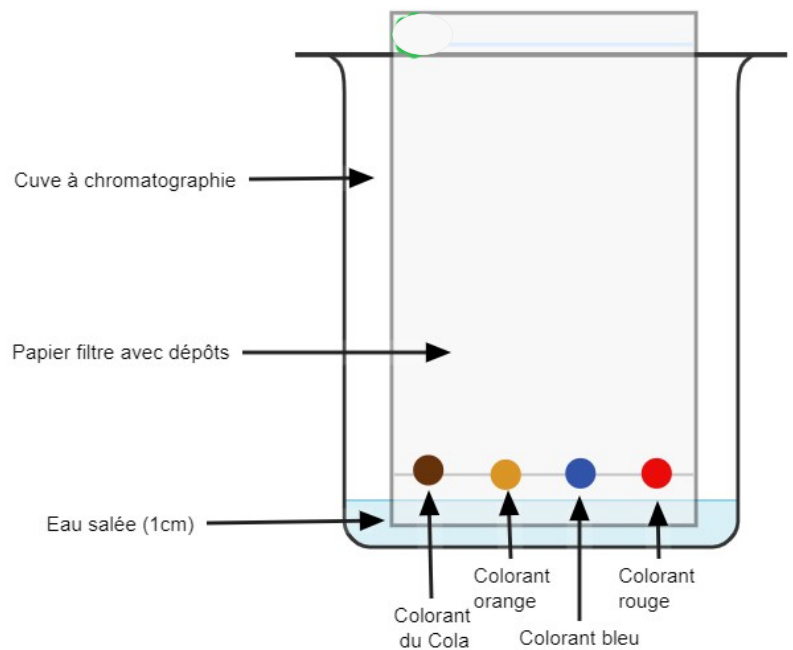 Cuve à chromatographie
Papier filtre avec dépôts
Eau salée (1cm)
Colorant
du Cola
Colorant
orange
Colorant bleu
Colorant
rouge